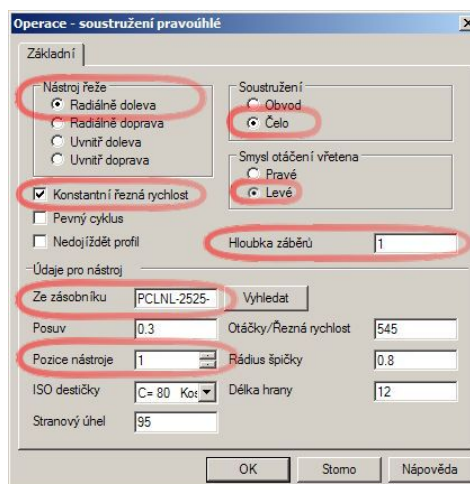 Operace - soustružení pravoúhlé
Základní
Nástroj řeže
Radiálně doleva
Radiálně doprava
Uvnitř doleva
Uvnitř doprava
Soustružení
Obvod
Čelo
Smysl otáčení vřetena
Pravé
Levé
Konstantní řezná rychlost
Pevný cyklus
Nedojíždět profil
Hloubka záběrů 1
Údaje pro nástroj
Ze zásobníku PCLNL-2525- Vyhledat
Posuv 0.3 Otáčky/Řezná rychlost 545
Pozice nástroje 1 Rádius špičky 0.8
ISO destičky C= 80 Kos Délka hrany 12
Stranový úhel 95
OK Storno Nápověda